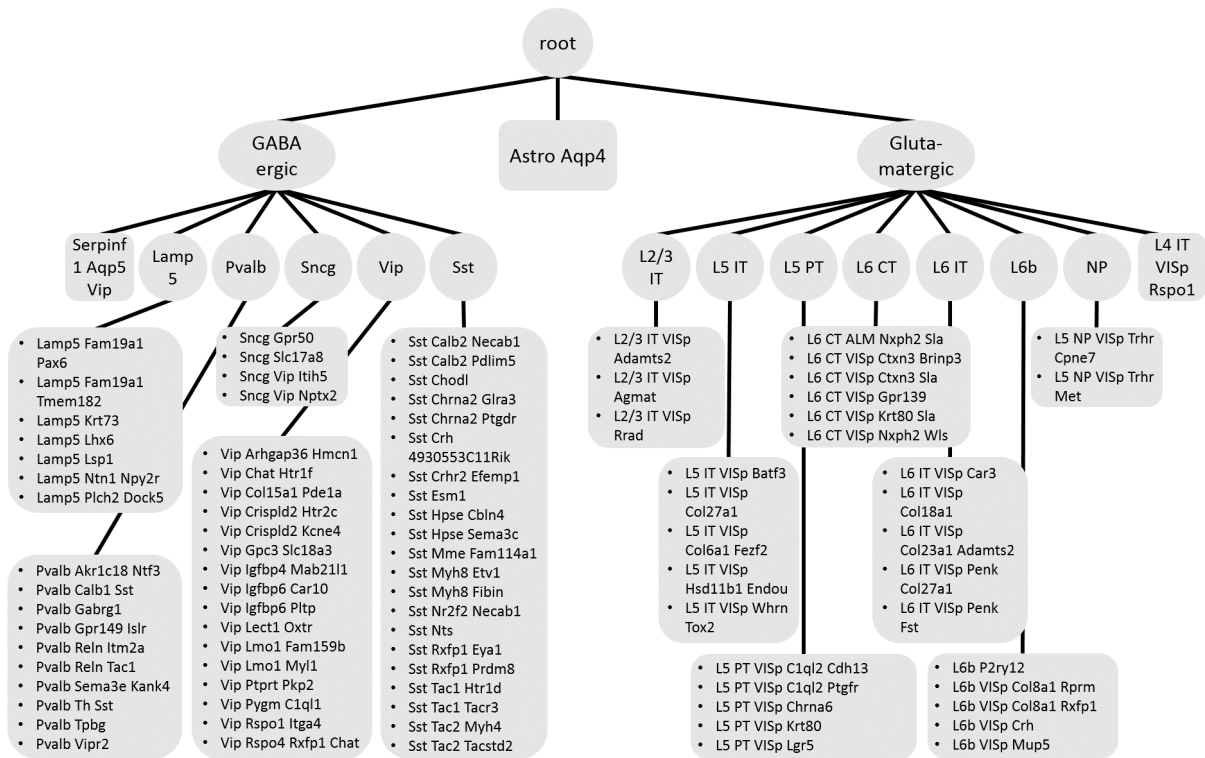 root
GABA
ergic
Astro Aqp4
Gluta-
matergic
Serpinf
1 Aqp5
Vip
Lamp
5
Pvalb
Sncg
Vip
Sst
L2/3
IT
L5 IT
L5 PT
L6 CT
L6 IT
L6b
NP
L4 IT
VISp
Rspo1
• Lamp5 Fam19a1
Pax6
• Lamp5 Fam19a1
Tmem182
• Lamp5 Krt73
• Lamp5 Lhx6
• Lamp5 Lsp1
• Lamp5 Ntn1 Npy2r
• Lamp5 Plch2 Dock5
• Pvalb Akr1c18 Ntf3
• Pvalb Calb1 Sst
• Pvalb Gabrg1
• Pvalb Gpr149 Islr
• Pvalb Reln Itm2a
• Pvalb Reln Tac1
• Pvalb Sema3e Kank4
• Pvalb Th Sst
• Pvalb Tpbg
• Pvalb Vipr2
• Sncg Gpr50
• Sncg Slc17a8
• Sncg Vip Itih5
• Sncg Vip Nptx2
• Vip Arhgap36 Hmcn1
• Vip Chat Htr1f
• Vip Col15a1 Pde1a
• Vip Crispld2 Htr2c
• Vip Crispld2 Kcne4
• Vip Gpc3 Slc18a3
• Vip Igfbp4 Mab21l1
• Vip Igfbp6 Car10
• Vip Igfbp6 Pltp
• Vip Lect1 Oxtr
• Vip Lmo1 Fam159b
• Vip Lmo1 Myl1
• Vip Ptprt Pkp2
• Vip Pygm C1ql1
• Vip Rspo1 Itga4
• Vip Rspo4 Rxfp1 Chat
• Sst Calb2 Necab1
• Sst Calb2 Pdlim5
• Sst Chodl
• Sst Chrna2 Glra3
• Sst Chrna2 Ptgdr
• Sst Crh
4930553C11Rik
• Sst Crhr2 Efemp1
• Sst Esm1
• Sst Hpse Cbln4
• Sst Hpse Sema3c
• Sst Mme Fam114a1
• Sst Myh8 Etv1
• Sst Myh8 Fibin
• Sst Nr2f2 Necab1
• Sst Nts
• Sst Rxfp1 Eya1
• Sst Rxfp1 Prdm8
• Sst Tac1 Htr1d
• Sst Tac1 Tacr3
• Sst Tac2 Myh4
• Sst Tac2 Tacstd2
• L2/3 IT VISp
Adamts2
• L2/3 IT VISp
Agmat
• L2/3 IT VISp
Rrad
• L5 IT VISp Batf3
• L5 IT VISp
Col27a1
• L5 IT VISp
Col6a1 Fezf2
• L5 IT VISp
Hsd11b1 Endou
• L5 IT VISp Whrn
Tox2
• L5 PT VISp C1ql2 Cdh13
• L5 PT VISp C1ql2 Ptgfr
• L5 PT VISp Chrna6
• L5 PT VISp Krt80
• L5 PT VISp Lgr5
• L6 CT ALM Nxph2 Sla
• L6 CT VISp Ctxn3 Brinp3
• L6 CT VISp Ctxn3 Sla
• L6 CT VISp Gpr139
• L6 CT VISp Krt80 Sla
• L6 CT VISp Nxph2 Wls
• L6 IT VISp Car3
• L6 IT VISp
Col18a1
• L6 IT VISp
Col23a1 Adamts2
• L6 IT VISp Penk
Col27a1
• L6 IT VISp Penk
Fst
• L6b P2ry12
• L6b VISp Col8a1 Rprm
• L6b VISp Col8a1 Rxfp1
• L6b VISp Crh
• L6b VISp Mup5
• L5 NP VISp Trhr
Cpne7
• L5 NP VISp Trhr
Met